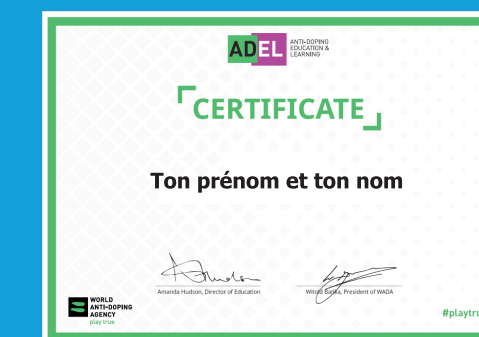 ADEL
ANTI-DOPING
EDUCATION &
LEARNING
CERTIFICATE
Ton prénom et ton nom
Amanda Hudson, Director of Education
Witold Bańka, President of WADA
WORLD
ANTI-DOPING
AGENCY
play true
#playtru